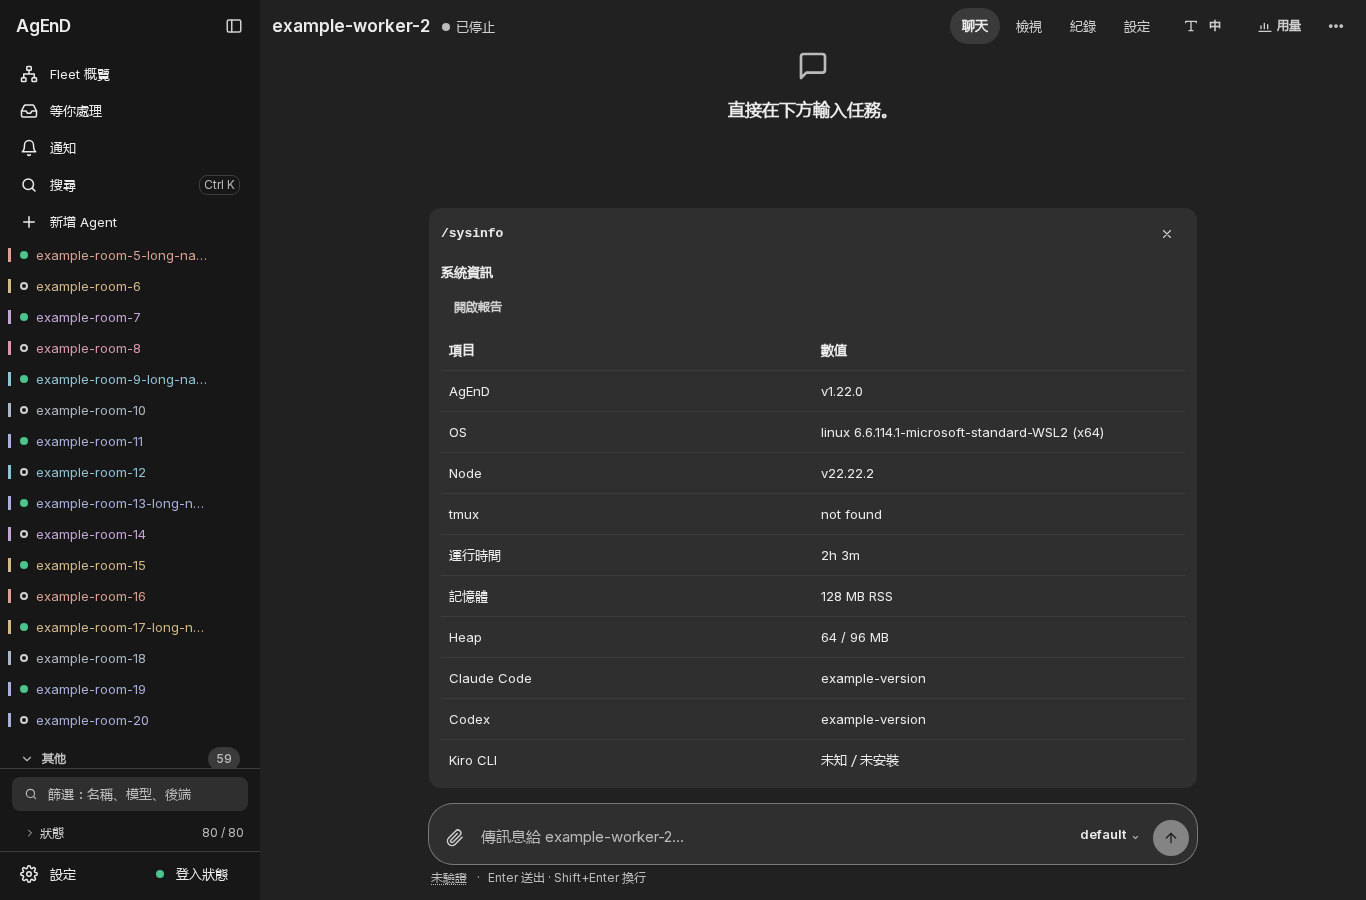 AgEnD
Fleet 概覽
等你處理
通知
搜尋 Ctrl K
新增 Agent
example-room-5-long-na…
example-room-6
example-room-7
example-room-8
example-room-9-long-na…
example-room-10
example-room-11
example-room-12
example-room-13-long-n…
example-room-14
example-room-15
example-room-16
example-room-17-long-n…
example-room-18
example-room-19
example-room-20
其他 59
篩選：名稱、模型、後端
狀態 80 / 80
設定 登入狀態
example-worker-2 已停止 聊天 檢視 紀錄 設定 T 中 用量
直接在下方輸入任務。
/sysinfo
系統資訊
開啟報告
項目 數值
AgEnD v1.22.0
OS linux 6.6.114.1-microsoft-standard-WSL2 (x64)
Node v22.22.2
tmux not found
運行時間 2h 3m
記憶體 128 MB RSS
Heap 64 / 96 MB
Claude Code example-version
Codex example-version
Kiro CLI 未知 / 未安裝
傳訊息給 example-worker-2… default
未驗證 · Enter 送出 · Shift+Enter 換行